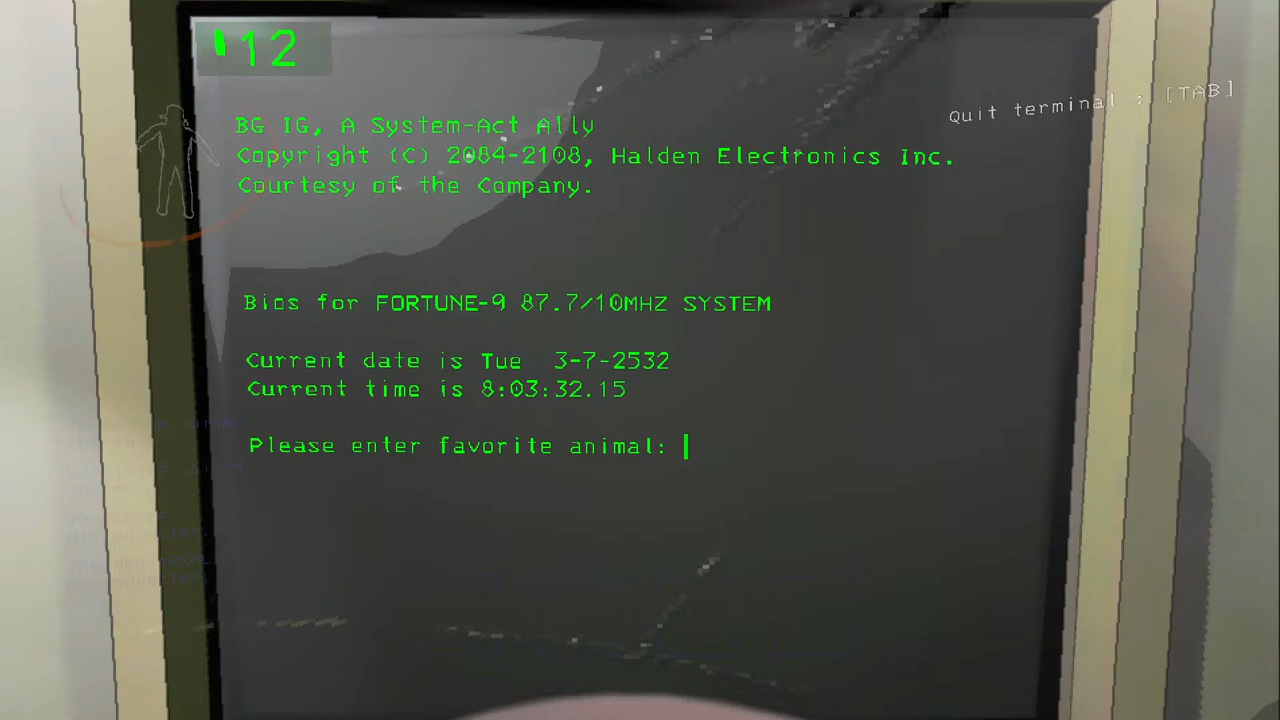 12
Quit terminal : [TAB]
BG IG, A System-Act Ally
Copyright (C) 2084-2108, Halden Electronics Inc.
Courtesy of the Company.
Bios for FORTUNE-9 87.7/10MHZ SYSTEM
Current date is Tue  3-7-2532
Current time is 8:03:32.15
Please enter favorite animal: